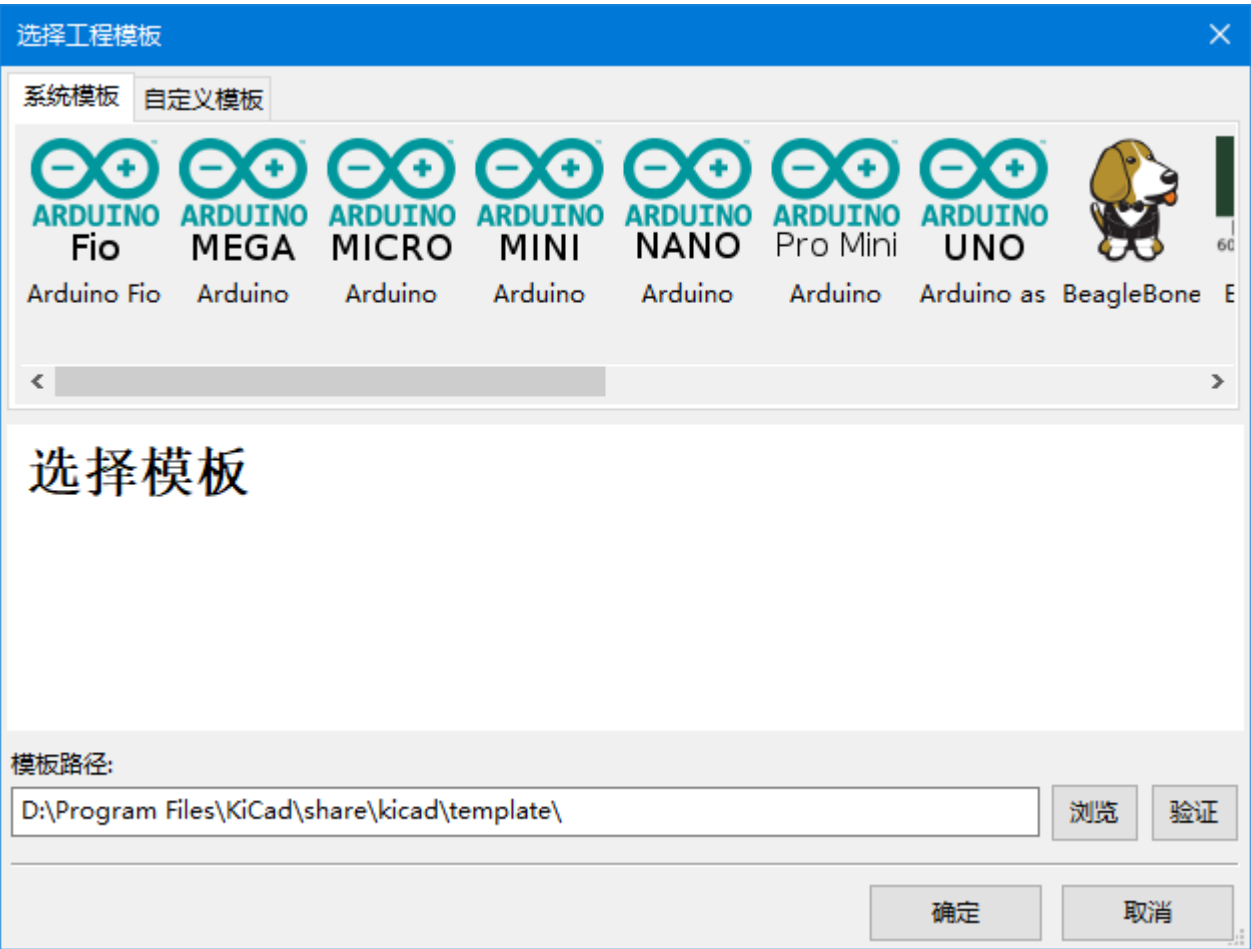 选择工程模板
系统模板 自定义模板
ARDUINO ARDUINO ARDUINO ARDUINO ARDUINO ARDUINO ARDUINO
Fio MEGA MICRO MINI NANO Pro Mini UNO
60
Arduino Fio Arduino Arduino Arduino Arduino Arduino Arduino as BeagleBone E
选择模板
模板路径:
D:\Program Files\KiCad\share\kicad\template\
浏览 验证
确定 取消